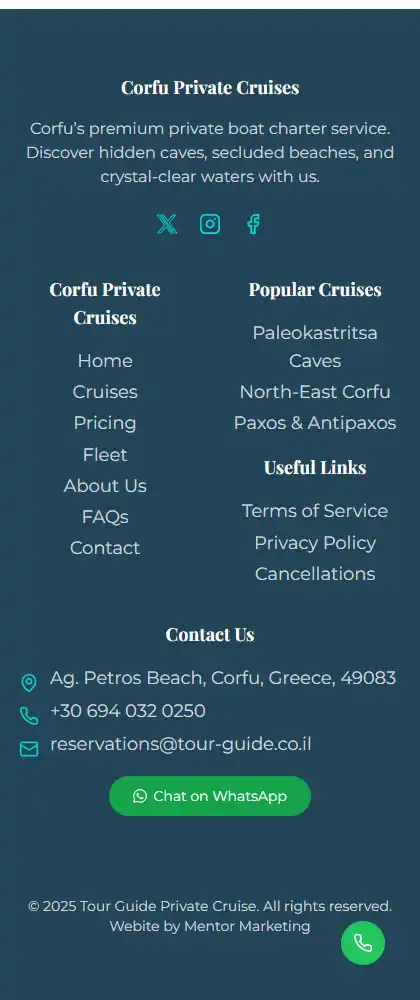 Corfu Private Cruises
Corfu's premium private boat charter service.
Discover hidden caves, secluded beaches, and
crystal-clear waters with us.
Corfu Private
Cruises
Home
Cruises
Pricing
Fleet
About Us
FAQs
Contact
Popular Cruises
Paleokastritsa
Caves
North-East Corfu
Paxos & Antipaxos
Useful Links
Terms of Service
Privacy Policy
Cancellations
Contact Us
Ag. Petros Beach, Corfu, Greece, 49083
+30 694 032 0250
reservations@tour-guide.co.il
Chat on WhatsApp
© 2025 Tour Guide Private Cruise. All rights reserved.
Webite by Mentor Marketing